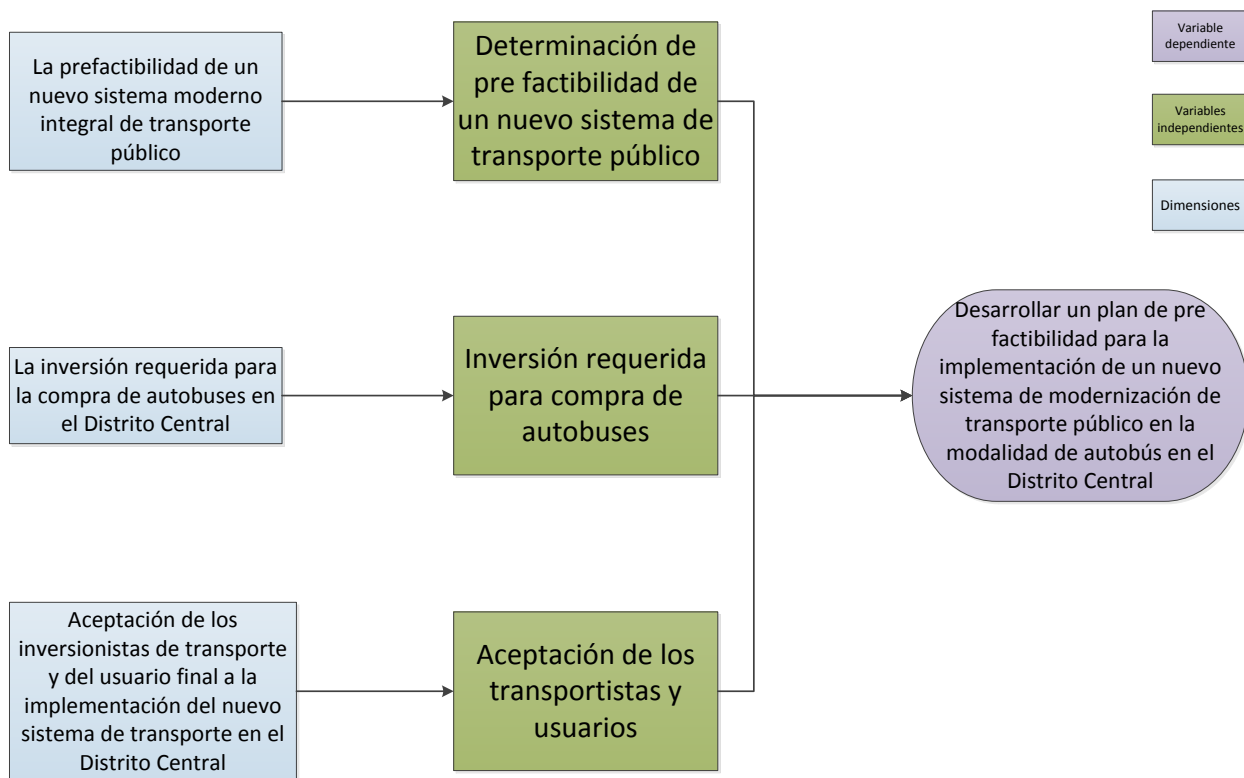 La prefactibilidad de un
nuevo sistema moderno
integral de transporte
público
Determinación de
pre factibilidad de
un nuevo sistema de
transporte público
Variable
dependiente
Variables
independientes
Dimensiones
La inversión requerida para
la compra de autobuses en
el Distrito Central
Inversión requerida
para compra de
autobuses
Desarrollar un plan de pre
factibilidad para la
implementación de un nuevo
sistema de modernización de
transporte público en la
modalidad de autobús en el
Distrito Central
Aceptación de los
inversionistas de transporte
y del usuario final a la
implementación del nuevo
sistema de transporte en el
Distrito Central
Aceptación de los
transportistas y
usuarios